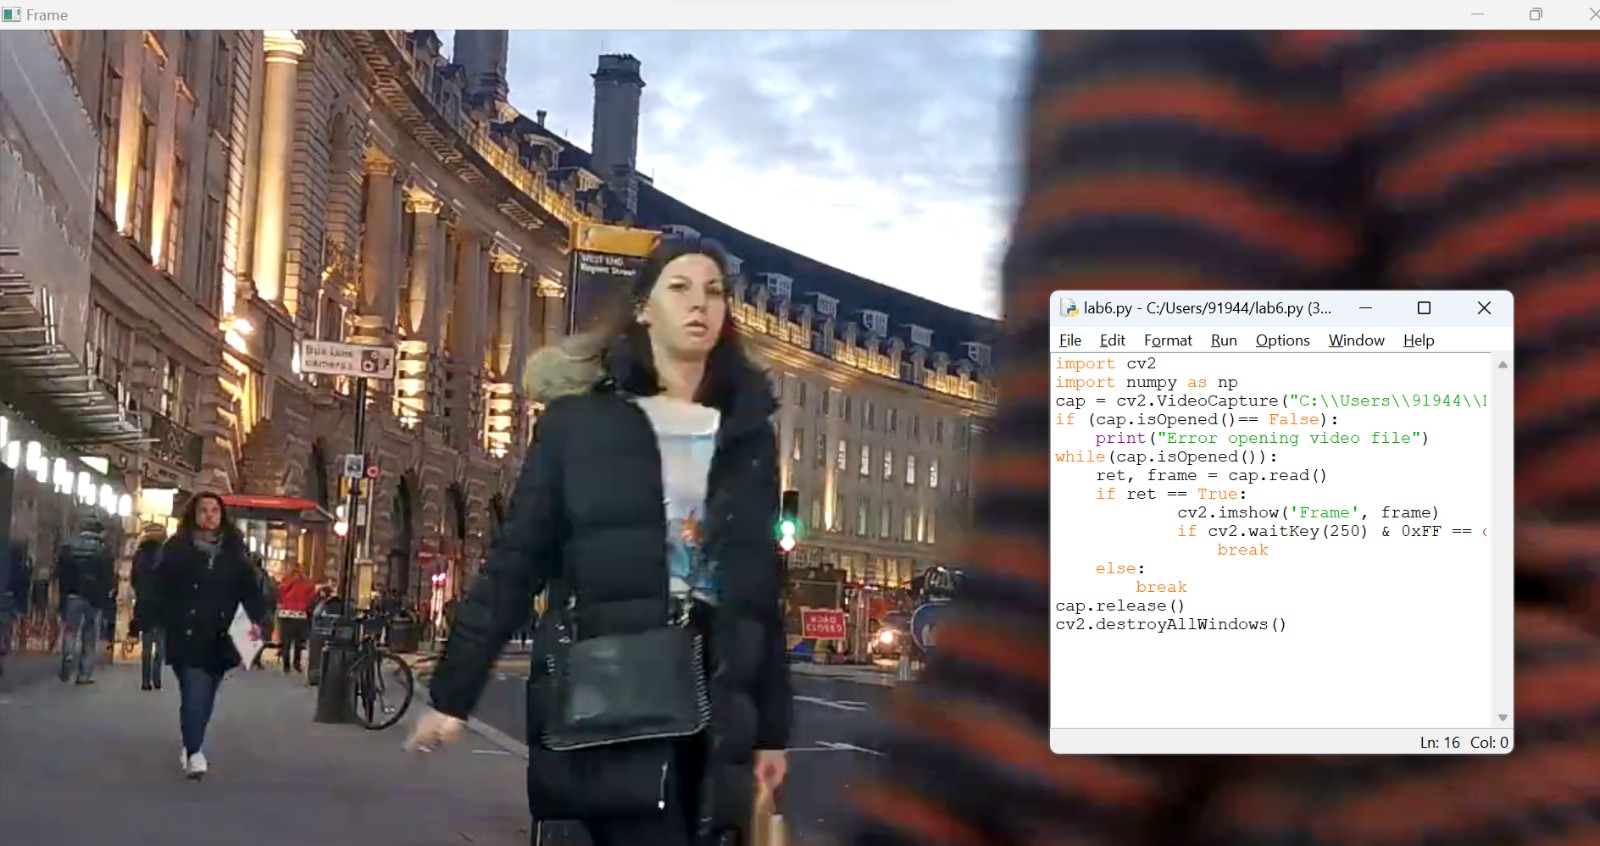 Frame
WEST END
Regent Street
Bus Lane
cameras
lab6.py - C:/Users/91944/lab6.py (3...
File Edit Format Run Options Window Help
import cv2
import numpy as np
cap = cv2.VideoCapture("C:\\Users\\91944\\
if (cap.isOpened()== False):
    print("Error opening video file")
while(cap.isOpened()):
    ret, frame = cap.read()
    if ret == True:
            cv2.imshow('Frame', frame)
            if cv2.waitKey(250) & 0xFF ==
                break
    else:
        break
cap.release()
cv2.destroyAllWindows()
Ln: 16 Col: 0